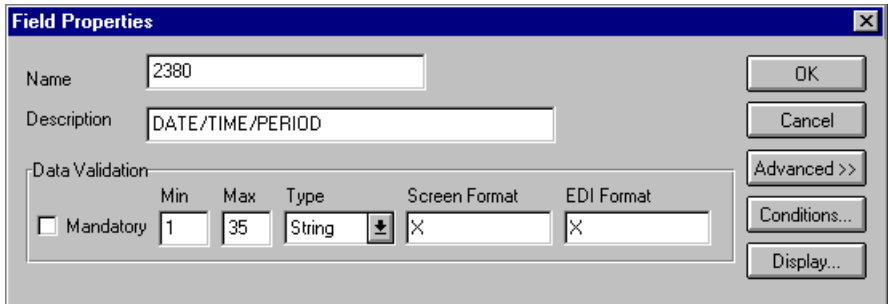 Field Properties
Name
2380
OK
Description
DATE/TIME/PERIOD
Cancel
Data Validation
Advanced >>
Min Max Type Screen Format EDI Format
Mandatory 1 35 String X X
Conditions...
Display...